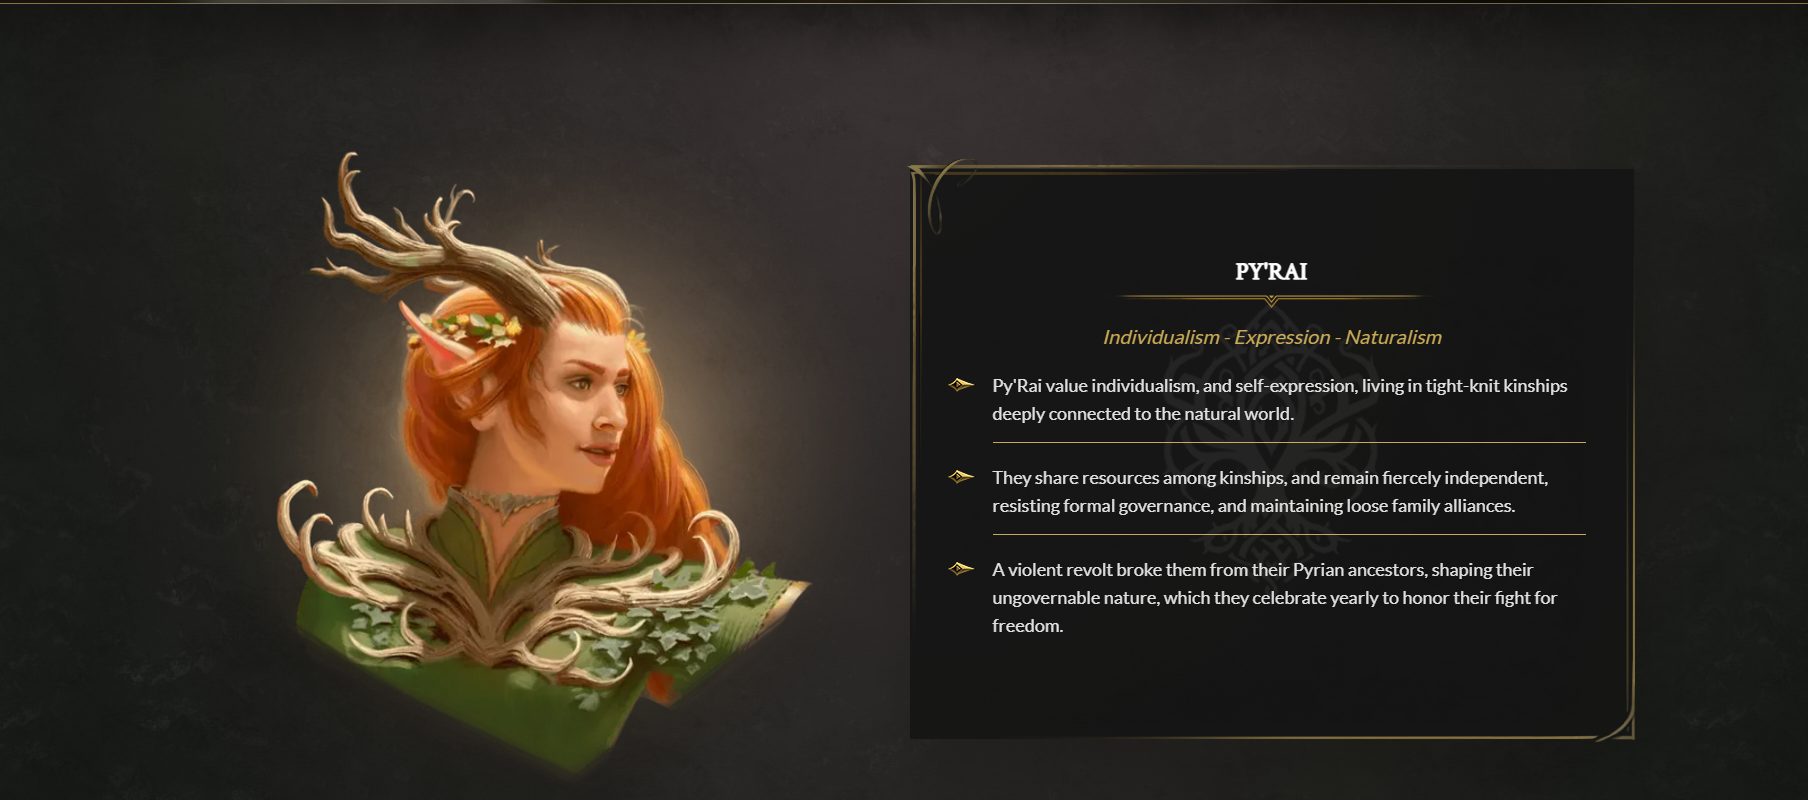 PY'RAI
Individualism - Expression - Naturalism
Py'Rai value individualism, and self-expression, living in tight-knit kinships
deeply connected to the natural world.
They share resources among kinships, and remain fiercely independent,
resisting formal governance, and maintaining loose family alliances.
A violent revolt broke them from their Pyrian ancestors, shaping their
ungovernable nature, which they celebrate yearly to honor their fight for
freedom.